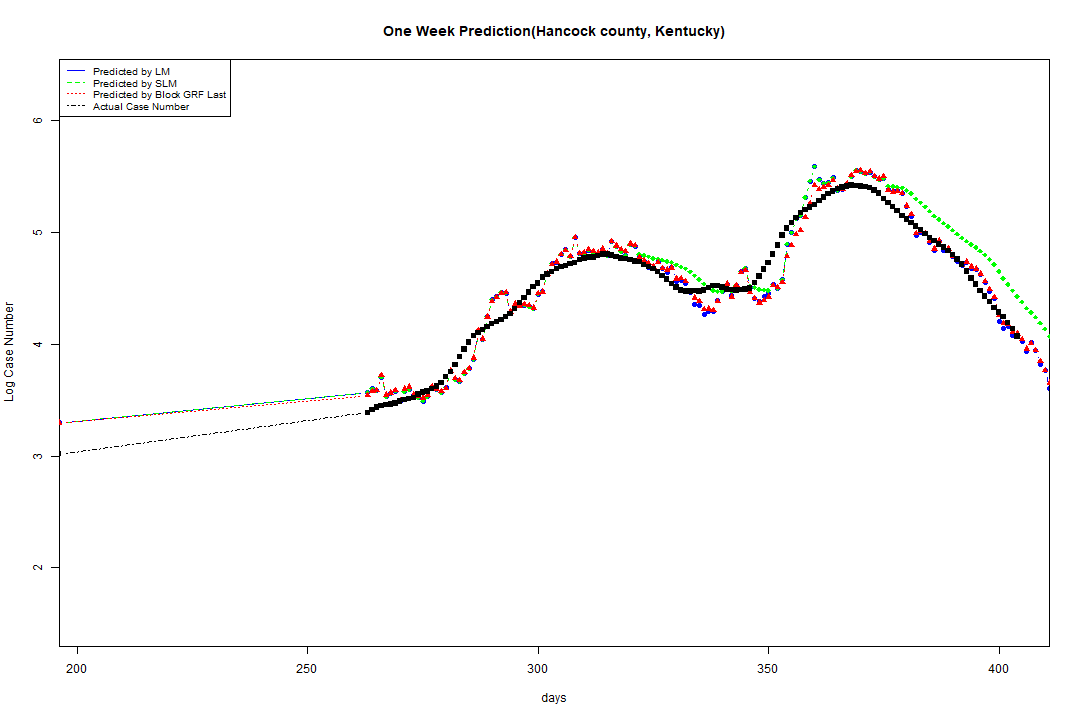 One Week Prediction(Hancock county, Kentucky)
Predicted by LM
Predicted by SLM
Predicted by Block GRF Last
Actual Case Number
6
5
4
3
2
Log Case Number
200 250 300 350 400
days